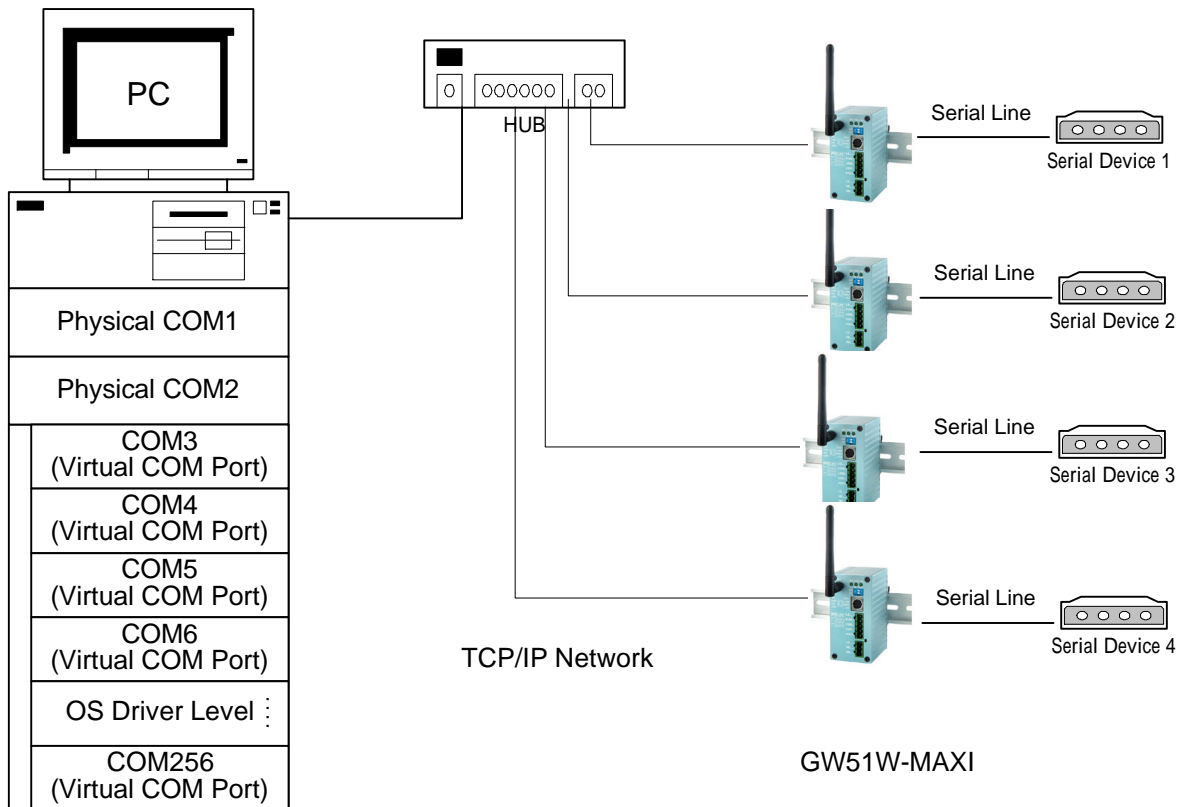 PC
HUB
Physical COM1
Physical COM2
COM3
(Virtual COM Port)
COM4
(Virtual COM Port)
COM5
(Virtual COM Port)
COM6
(Virtual COM Port)
OS Driver Level
COM256
(Virtual COM Port)
TCP/IP Network
Serial Line
Serial Device 1
Serial Line
Serial Device 2
Serial Line
Serial Device 3
Serial Line
Serial Device 4
GW51W-MAXI